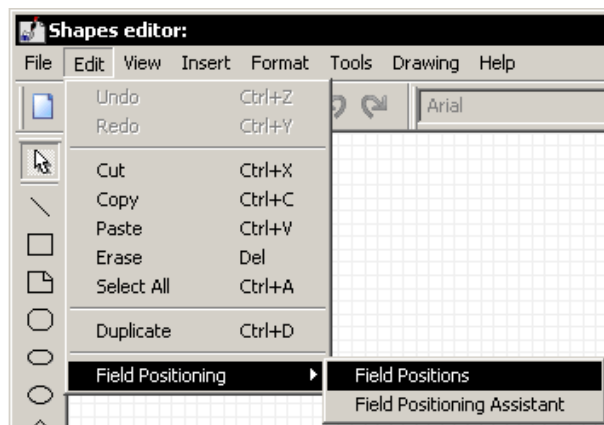 Shapes editor:
File Edit View Insert Format Tools Drawing Help
Arial
Undo Ctrl+Z
Redo Ctrl+Y
Cut Ctrl+X
Copy Ctrl+C
Paste Ctrl+V
Erase Del
Select All Ctrl+A
Duplicate Ctrl+D
Field Positioning
Field Positions
Field Positioning Assistant